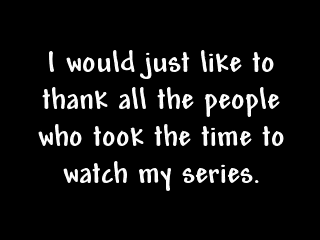 I would just like to
thank all the people
who took the time to
watch my series.